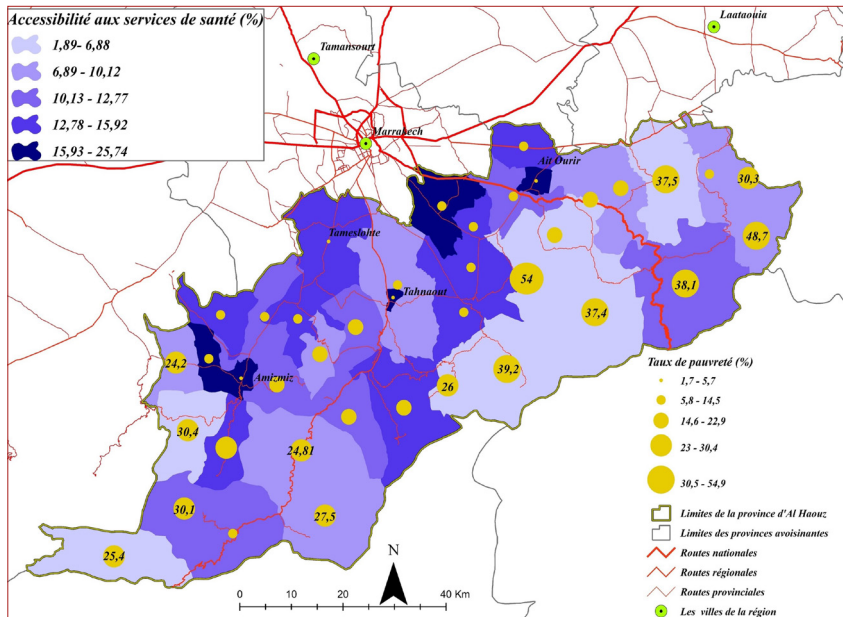 Accessibilité aux services de santé (%)
1,89- 6,88
6,89 - 10,12
10,13 - 12,77
12,78 - 15,92
15,93 - 25,74
Laataouia
Tamansourt
Marrakech
Ait Ourir
37,5
30,3
48,7
Tameslohte
54
38,1
Tahnaout
37,4
24,2
39,2
Amizmiz
26
30,4
24,81
30,1
27,5
25,4
Taux de pauvreté (%)
1,7 - 5,7
5,8 - 14,5
14,6 - 22,9
23 - 30,4
30,5 - 54,9
Limites de la province d'Al Haouz
Limites des provinces avoisinantes
Routes nationales
Routes régionales
Routes provinciales
Les villes de la région
N
0 5 10 20 30 40 Km